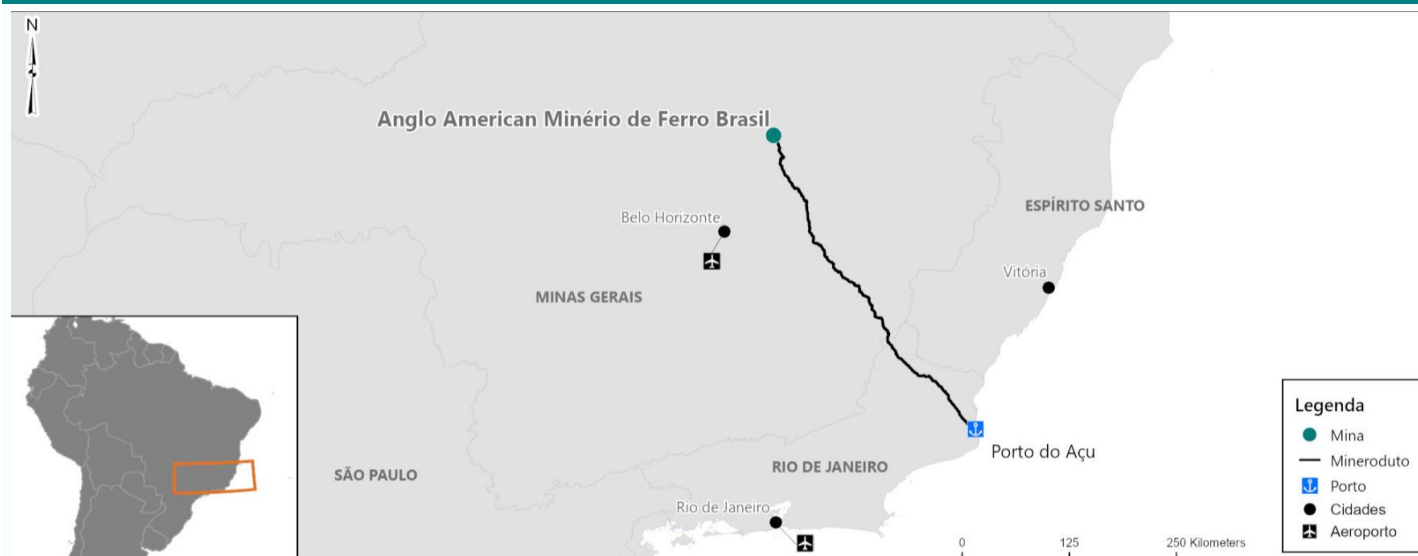 N
Anglo American Minério de Ferro Brasil
Belo Horizonte
ESPÍRITO SANTO
Vitória
MINAS GERAIS
Porto do Açu
RIO DE JANEIRO
SÃO PAULO
Rio de Janeiro
0 125 250 Kilometers
Legenda
Mina
Mineroduto
Porto
Cidades
Aeroporto